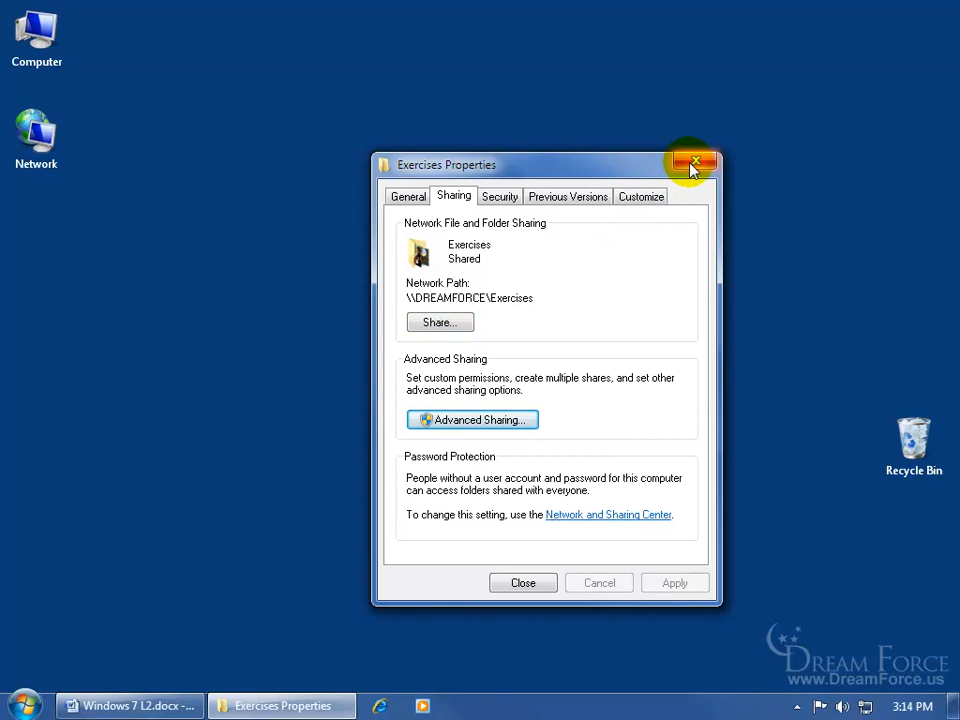 Computer
Network
Exercises Properties
General
Sharing
Security
Previous Versions
Customize
Network File and Folder Sharing
Exercises
Shared
Network Path:
\\DREAMFORCE\Exercises
Share...
Advanced Sharing
Set custom permissions, create multiple shares, and set other
advanced sharing options.
Advanced Sharing...
Password Protection
People without a user account and password for this computer
can access folders shared with everyone.
To change this setting, use the Network and Sharing Center.
Close
Cancel
Apply
Recycle Bin
DREAM FORCE
www.DreamForce.us
Windows 7 L2.docx -...
Exercises Properties
3:14 PM